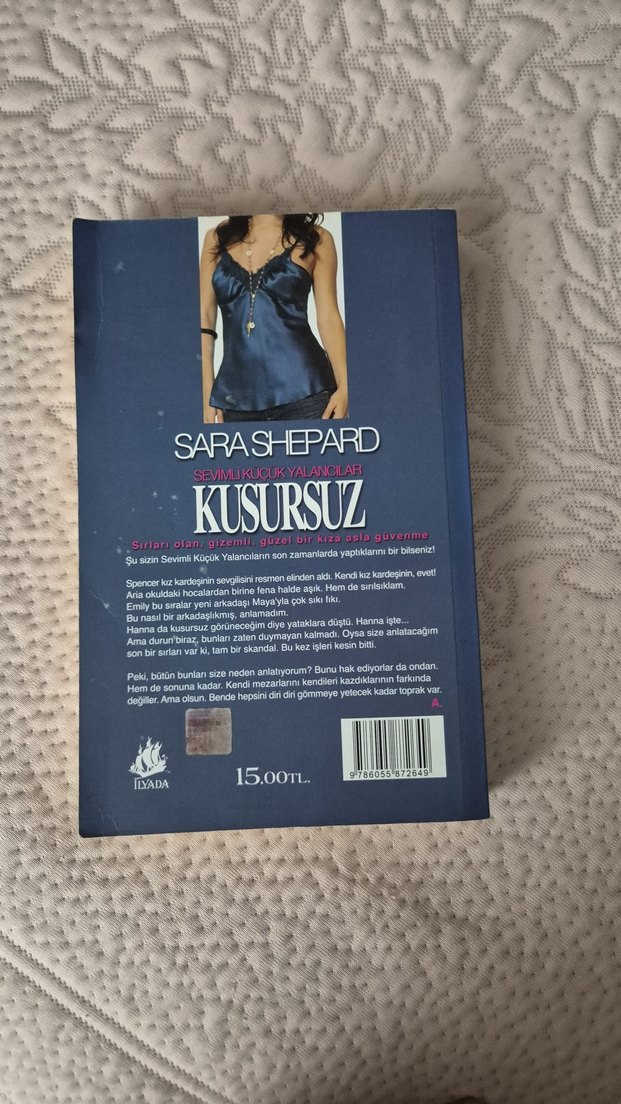 SARA SHEPARD
SEVİMLİ KÜÇÜK YALANCILAR
KUSURSUZ
Sırları olan, gizemli, güzel bir kıza asla güvenme
Şu sizin Sevimli Küçük Yalancıların son zamanlarda yaptıklarını bir bilseniz!
Spencer kız kardeşinin sevgilisini resmen elinden aldı. Kendi kız kardeşinin, evet!
Aria okuldaki hocalardan birine fena halde aşık. Hem de sırılsıklam.
Emily bu sıralar yeni arkadaşı Maya'yla çok sıkı fıkı.
Bu nasıl bir arkadaşlıkmış, anlamadım.
Hanna da kusursuz görüneceğim diye yataklara düştü. Hanna işte...
Ama durun biraz, bunları zaten duymayan kalmadı. Oysa size anlatacağım
son bir sırları var ki, tam bir skandal. Bu kez işleri kesin bitti.
Peki, bütün bunları size neden anlatıyorum? Bunu hak ediyorlar da ondan.
Hem de sonuna kadar. Kendi mezarlarını kendileri kazdıklarının farkında
değiller. Ama olsun. Bende hepsini diri diri gömmeye yetecek kadar toprak var.
A.
İLYADA
15.00TL.
9 786055 872649